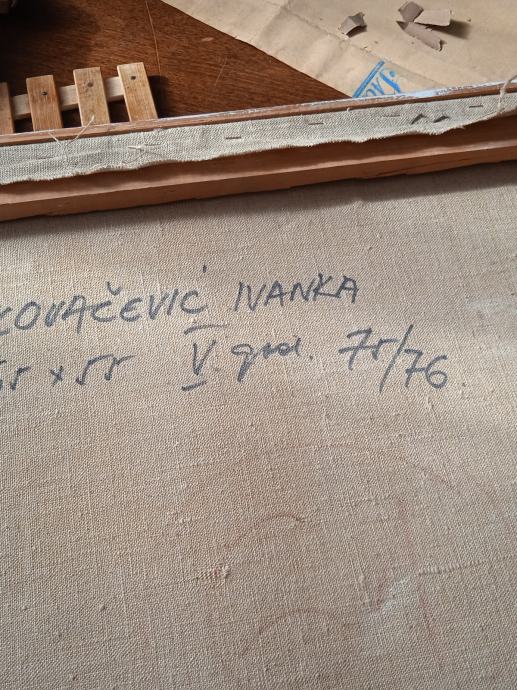 KOVAČEVIĆ IVANKA
55 x 55 V. god. 75/76